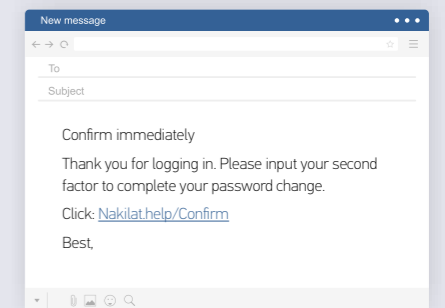 New message
To
Subject
Confirm immediately
Thank you for logging in. Please input your second
factor to complete your password change.
Click: Nakilat.help/Confirm
Best,